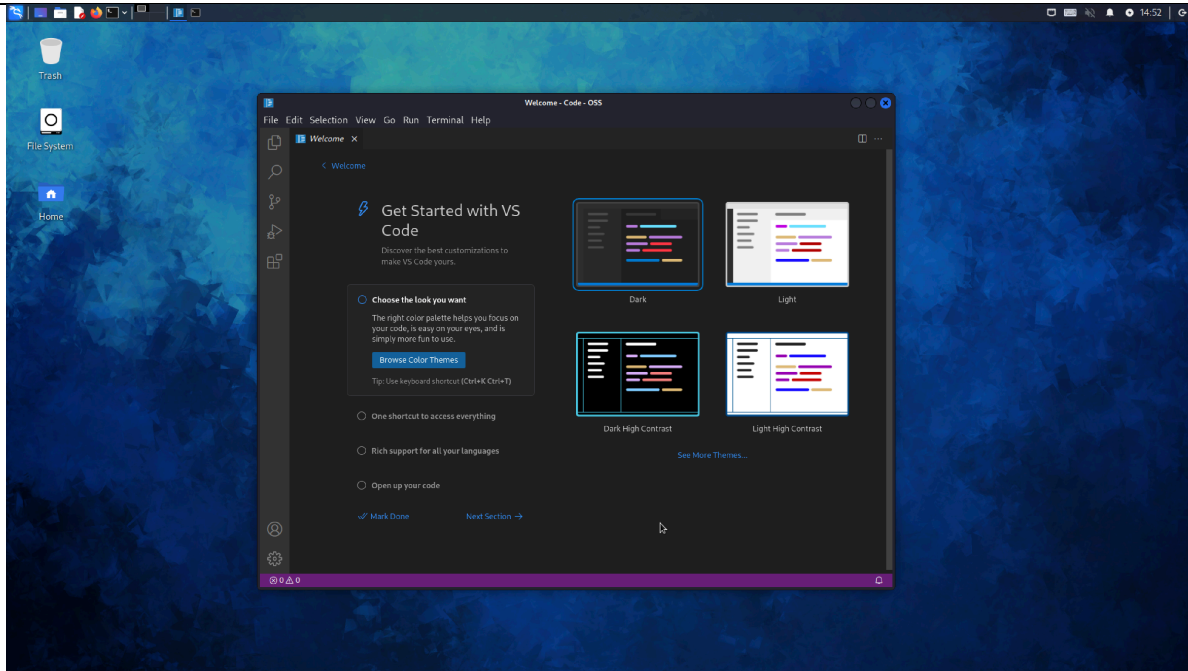 14:52
Trash
File System
Home
Welcome - Code - OSS
File Edit Selection View Go Run Terminal Help
Welcome
Welcome
Get Started with VS
Code
Discover the best customizations to
make VS Code yours.
Choose the look you want
The right color palette helps you focus on
your code, is easy on your eyes, and is
simply more fun to use.
Browse Color Themes
Tip: Use keyboard shortcut (Ctrl+K Ctrl+T)
One shortcut to access everything
Rich support for all your languages
Open up your code
Mark Done
Next Section →
Dark
Light
Dark High Contrast
Light High Contrast
See More Themes...
0 0